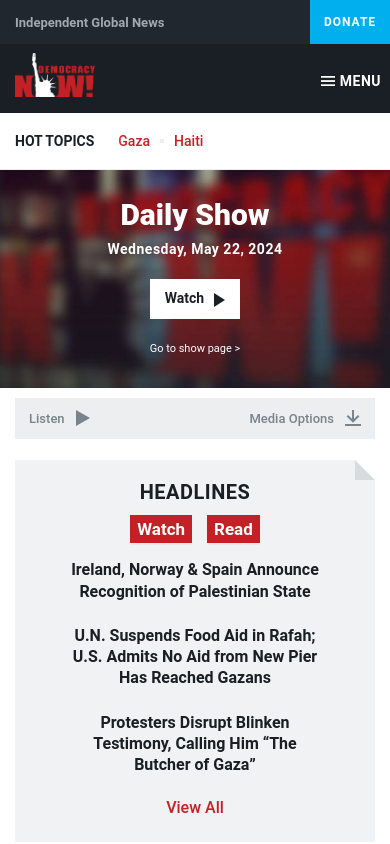 Independent Global News
DONATE
DEMOCRACY
NOW!
MENU
HOT TOPICS
Gaza
Haiti
Daily Show
Wednesday, May 22, 2024
Watch
Go to show page >
Listen
Media Options
HEADLINES
Watch
Read
Ireland, Norway & Spain Announce
Recognition of Palestinian State
U.N. Suspends Food Aid in Rafah;
U.S. Admits No Aid from New Pier
Has Reached Gazans
Protesters Disrupt Blinken
Testimony, Calling Him “The
Butcher of Gaza”
View All